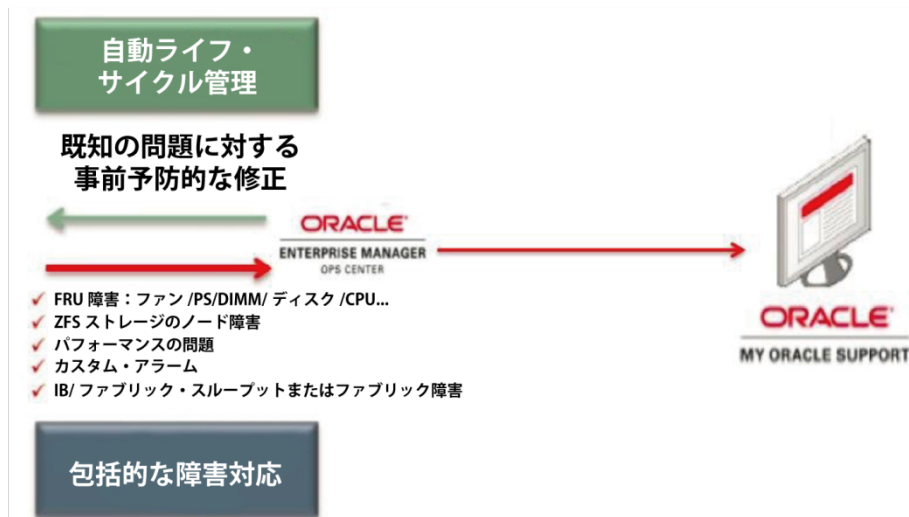 自動ライフ・
サイクル管理
既知の問題に対する
事前予防的な修正
ORACLE
ENTERPRISE MANAGER
OPS CENTER
✓ FRU 障害：ファン /PS/DIMM/ ディスク /CPU...
✓ ZFS ストレージのノード障害
✓ パフォーマンスの問題
✓ カスタム・アラーム
✓ IB/ ファブリック・スループットまたはファブリック障害
ORACLE
MY ORACLE SUPPORT
包括的な障害対応